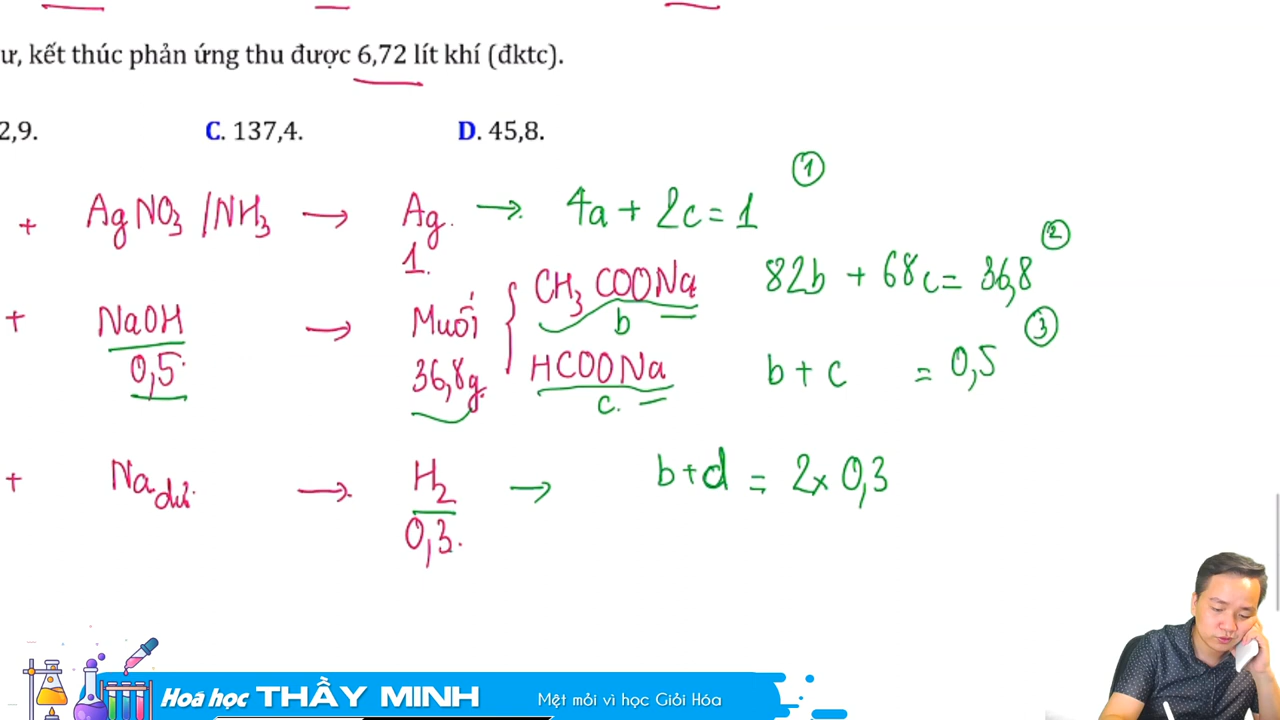 ư, kết thúc phản ứng thu được 6,72 lít khí (đktc).
2,9. C. 137,4. D. 45,8.
+ AgNO3 /NH3 → Ag → 4a + 2c = 1 ①
1.
+ NaOH → Muối { CH3COONa 82b + 68c = 36,8 ②
b
0,5 36,8g HCOONa b + c = 0,5 ③
c.
+ Na dư → H2 → b + d = 2 x 0,3
0,3.
Hoá học THẦY MINH Mệt mỏi vì học Giỏi Hóa